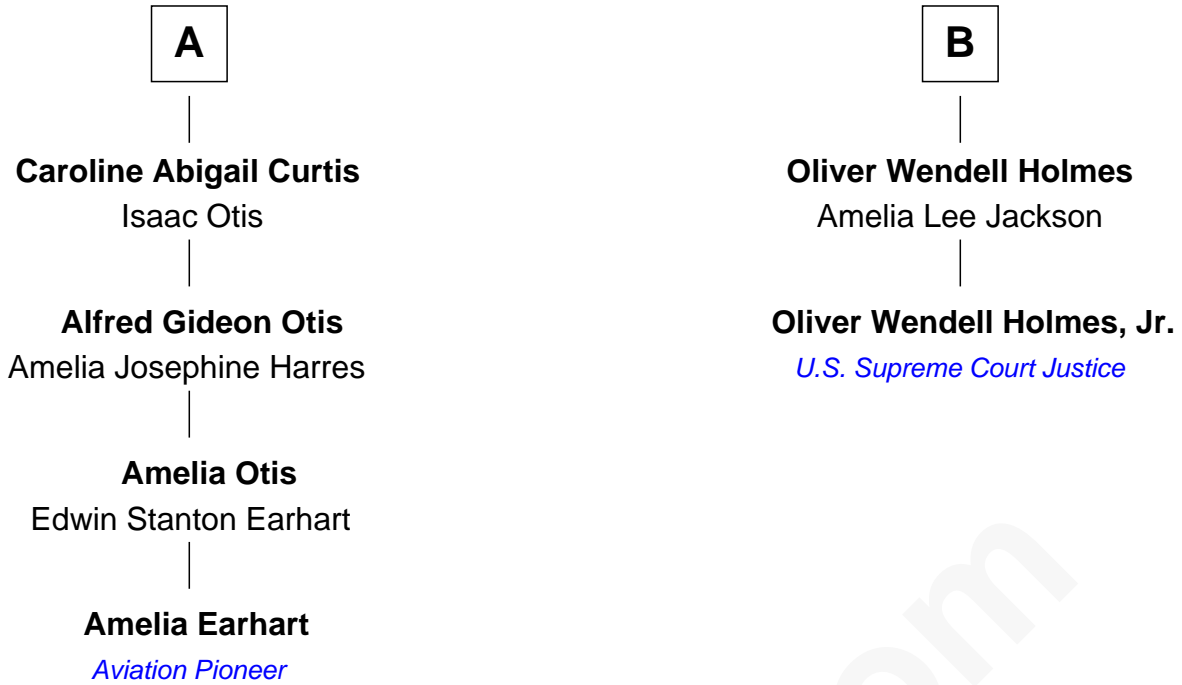 A
Caroline Abigail Curtis
Isaac Otis
Alfred Gideon Otis
Amelia Josephine Harres
Amelia Otis
Edwin Stanton Earhart
Amelia Earhart
Aviation Pioneer
B
Oliver Wendell Holmes
Amelia Lee Jackson
Oliver Wendell Holmes, Jr.
U.S. Supreme Court Justice
om